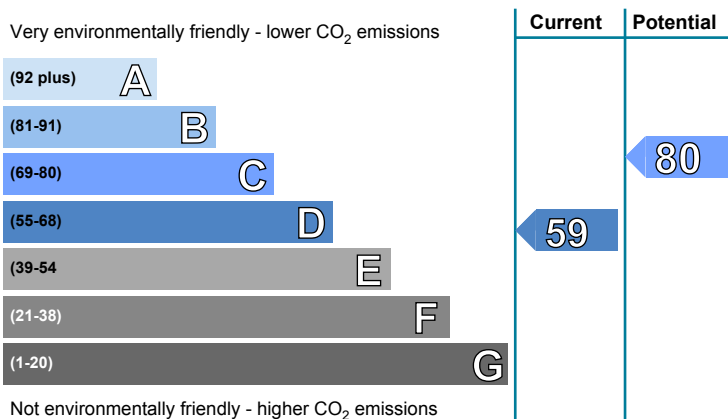 Current Potential
Very environmentally friendly - lower CO2 emissions
(92 plus) A
(81-91) B
80
(69-80) C
(55-68) D
59
(39-54 E
(21-38) F
(1-20) G
Not environmentally friendly - higher CO2 emissions